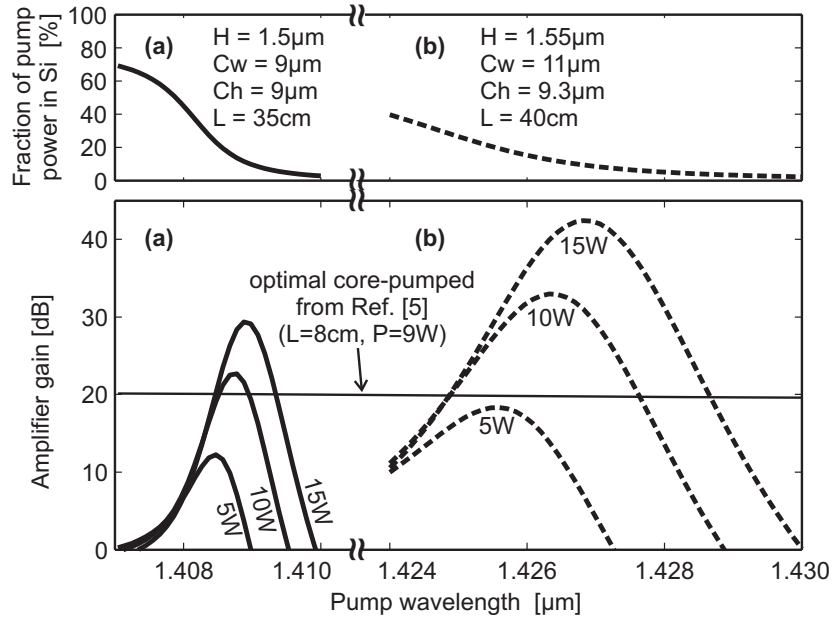 Fraction of pump
power in Si [%]
100
80
60
40
20
0
(a)
H = 1.5µm
Cw = 9µm
Ch = 9µm
L = 35cm
(b)
H = 1.55µm
Cw = 11µm
Ch = 9.3µm
L = 40cm
Amplifier gain [dB]
40
30
20
10
0
(a)
(b)
optimal core-pumped
from Ref. [5]
(L=8cm, P=9W)
5W
10W
15W
15W
10W
5W
1.408
1.410
1.424
1.426
1.428
1.430
Pump wavelength [µm]